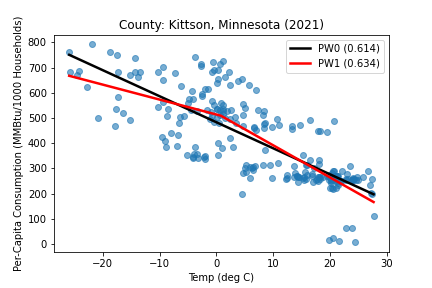 County: Kittson, Minnesota (2021)
PW0 (0.614)
PW1 (0.634)
Per-Capita Consumption (MMBtu/1000 Households)
800
700
600
500
400
300
200
100
0
−20 −10 0 10 20 30
Temp (deg C)